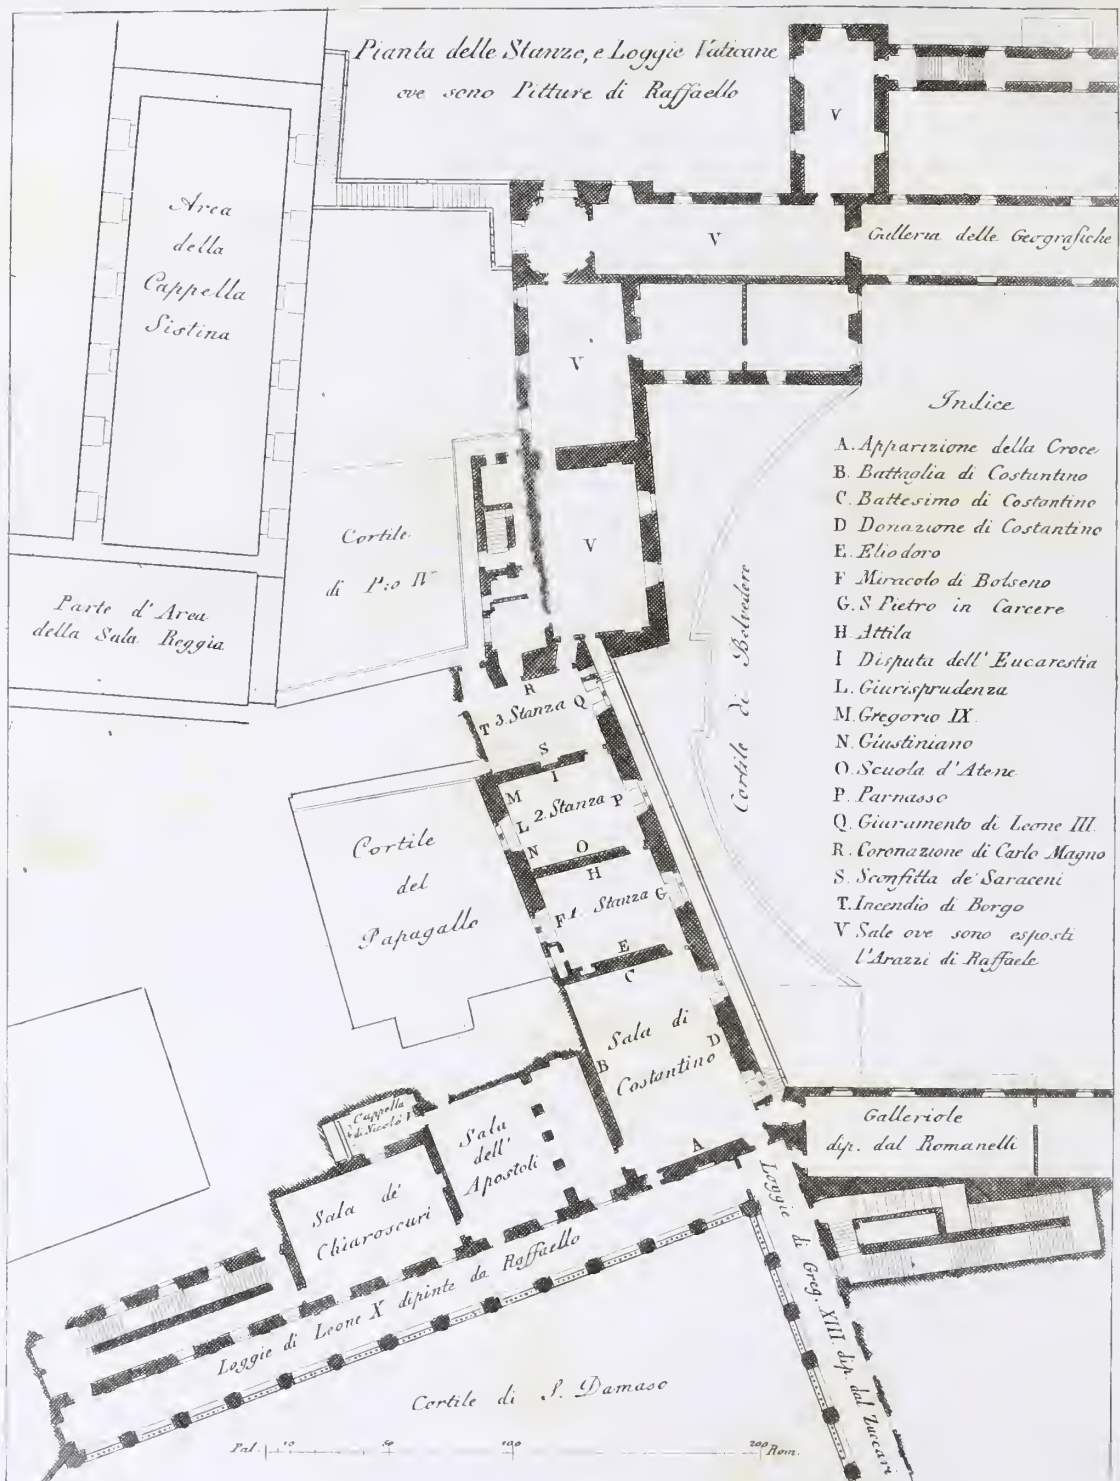 Pianta delle Stanze, e Loggie Vaticane
ove sono Pitture di Raffaello
V
Area
della
Cappella
Sistina
V
Galleria delle Geografiche
V
Indice
A. Apparizione della Croce
B. Battaglia di Costantino
C. Battesimo di Costantino
D Donazione di Costantino
E. Eliodoro
F Miracolo di Bolseno
G. S Pietro in Carcere
H. Attila
I Disputa dell' Eucarestia
L. Giurisprudenza
M. Gregorio IX.
N. Giustiniano
O. Scuola d'Atene
P. Parnasso
Q. Giuramento di Leone III.
R. Coronazione di Carlo Magno
S. Sconfitta de' Saraceni
T. Incendio di Borgo
V Sale ove sono esposti
l'Arazzi di Raffaele
Cortile
di Pio IV
V
Parte d'Area
della Sala Reggia
Cortile di Belvedere
R
T 3. Stanza Q
S
I
M
2. Stanza P
L
N O
H
F 1. Stanza G
E
C
Cortile
del
Papagallo
Sala di
Costantino
D
B
A
Cappella
di Nicolò V
Sala
dell'
Apostoli
Sala de'
Chiaroscuri
Galleriole
dip. dal Romanelli
Loggie di Leone X dipinte da Raffaello
Loggie di Greg. XIII. dip. dal Zuccari
Cortile di S. Damaso
Pal. 10 50 100 200 Rom.